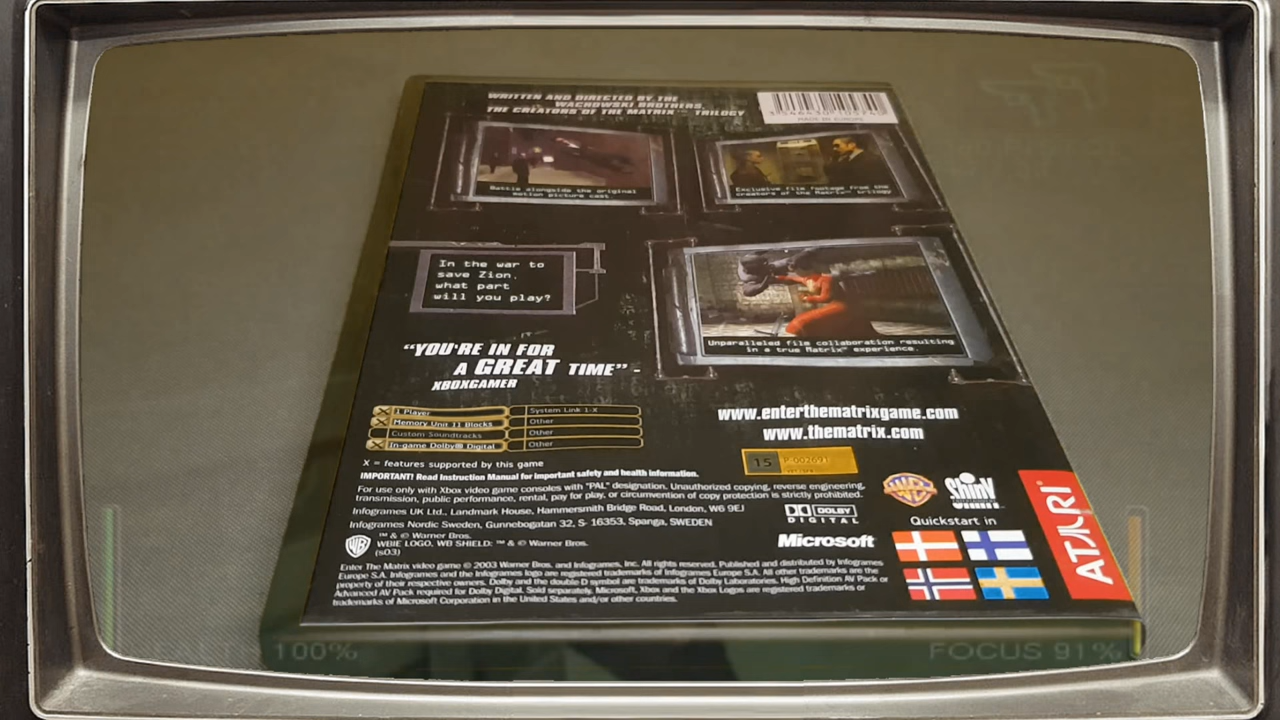 WRITTEN AND DIRECTED BY THE
WACHOWSKI BROTHERS,
THE CREATORS OF THE MATRIX™ TRILOGY
MADE IN EUROPE
Battle alongside the original
motion picture cast.
Exclusive film footage from the
creators of the Matrix™ trilogy
In the war to
save Zion,
what part
will you play?
Unparalleled film collaboration resulting
in a true Matrix™ experience.
“YOU'RE IN FOR
A GREAT TIME” -
XBOXGAMER
1 Player
System Link 1-X
Memory Unit 11 Blocks
Other
Custom Soundtracks
Other
In-game Dolby® Digital
Other
X = features supported by this game
www.enterthematrixgame.com
www.thematrix.com
15
P-002691
IMPORTANT! Read Instruction Manual for important safety and health information.
For use only with Xbox video game consoles with "PAL" designation. Unauthorized copying, reverse engineering,
transmission, public performance, rental, pay for play, or circumvention of copy protection is strictly prohibited.
Infogrames UK Ltd., Landmark House, Hammersmith Bridge Road, London, W6 9EJ
Infogrames Nordic Sweden, Gunnebogatan 32, S- 16353, Spanga, SWEDEN
™ & © Warner Bros.
WBIE LOGO, WB SHIELD: ™ & © Warner Bros.
(s03)
DOLBY
DIGITAL
Microsoft
WBG
Shiny
Quickstart in
ATARI
Enter The Matrix video game © 2003 Warner Bros. and Infogrames, Inc. All rights reserved. Published and distributed by Infogrames
Europe S.A. Infogrames and the Infogrames logo are registered trademarks of Infogrames Europe S.A. All other trademarks are the
property of their respective owners. Dolby and the double-D symbol are trademarks of Dolby Laboratories. High Definition AV Pack or
Advanced AV Pack required for Dolby Digital. Sold separately. Microsoft, Xbox and the Xbox Logos are registered trademarks or
trademarks of Microsoft Corporation in the United States and/or other countries.
100%
FOCUS 91%